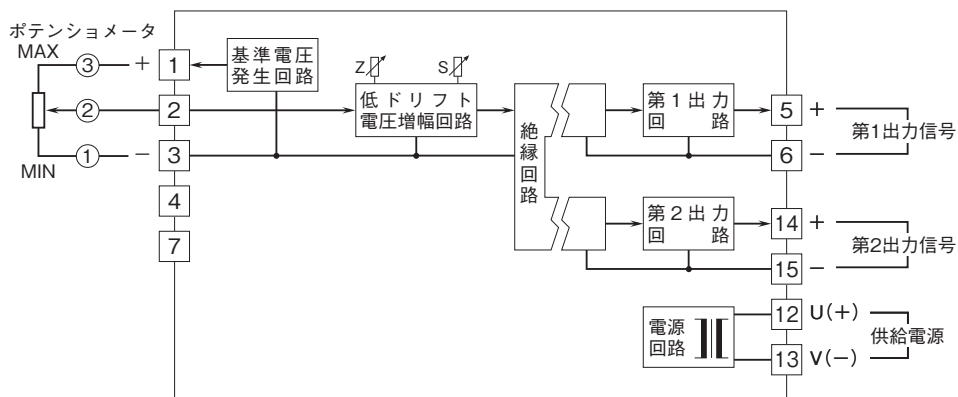 ポテンショメータ
MAX
③ +
1
基準電圧
発生回路
Z
S
②
2
低ドリフト
電圧増幅回路
① −
3
MIN
4
7
絶縁回路
第1出力
回路
5 +
6 −
第1出力信号
第2出力
回路
14 +
15 −
第2出力信号
電源
回路
12 U(+)
13 V(−)
供給電源